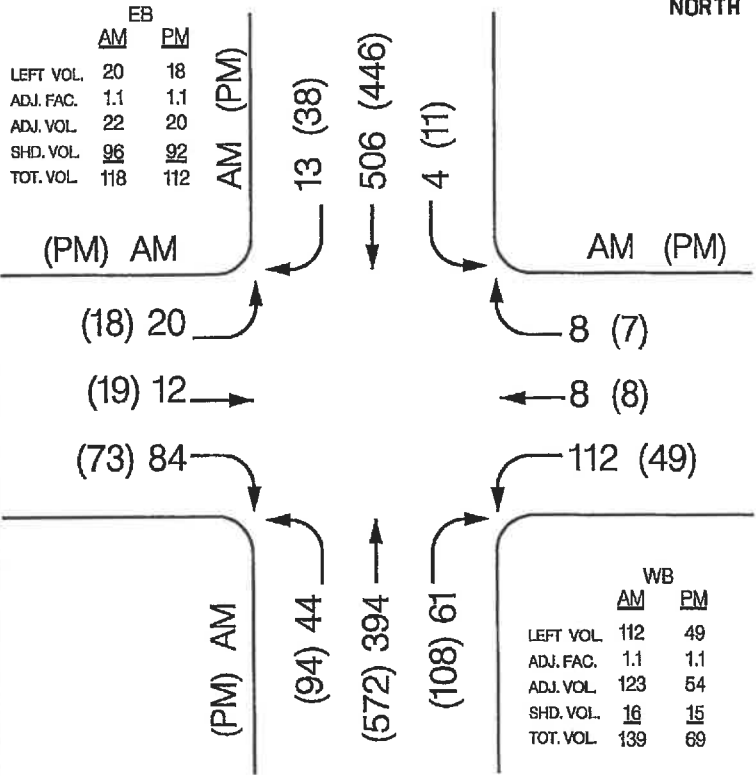 NORTH
EB
AM PM
LEFT VOL. 20 18
ADJ. FAC. 1.1 1.1
ADJ. VOL. 22 20
SHD. VOL. 96 92
TOT. VOL. 118 112
AM (PM)
13 (38)
506 (446)
4 (11)
(PM) AM
AM (PM)
(18) 20
8 (7)
(19) 12
8 (8)
(73) 84
112 (49)
(PM) AM
(94) 44
(572) 394
(108) 61
WB
AM PM
LEFT VOL. 112 49
ADJ. FAC. 1.1 1.1
ADJ. VOL. 123 54
SHD. VOL. 16 15
TOT. VOL. 139 69